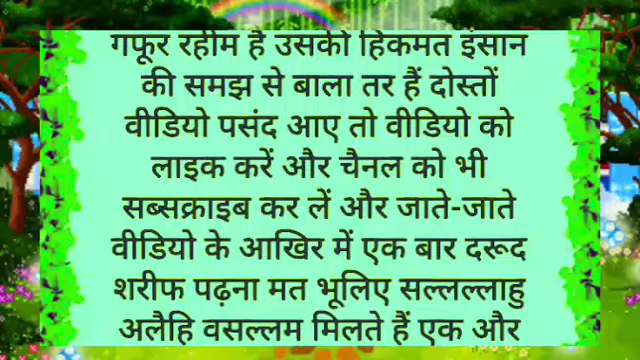 गफूर रहीम है उसकी हिकमत इंसान
की समझ से बाला तर हैं दोस्तों
वीडियो पसंद आए तो वीडियो को
लाइक करें और चैनल को भी
सब्सक्राइब कर लें और जाते-जाते
वीडियो के आखिर में एक बार दरूद
शरीफ पढ़ना मत भूलिए सल्लल्लाहु
अलैहि वसल्लम मिलते हैं एक और